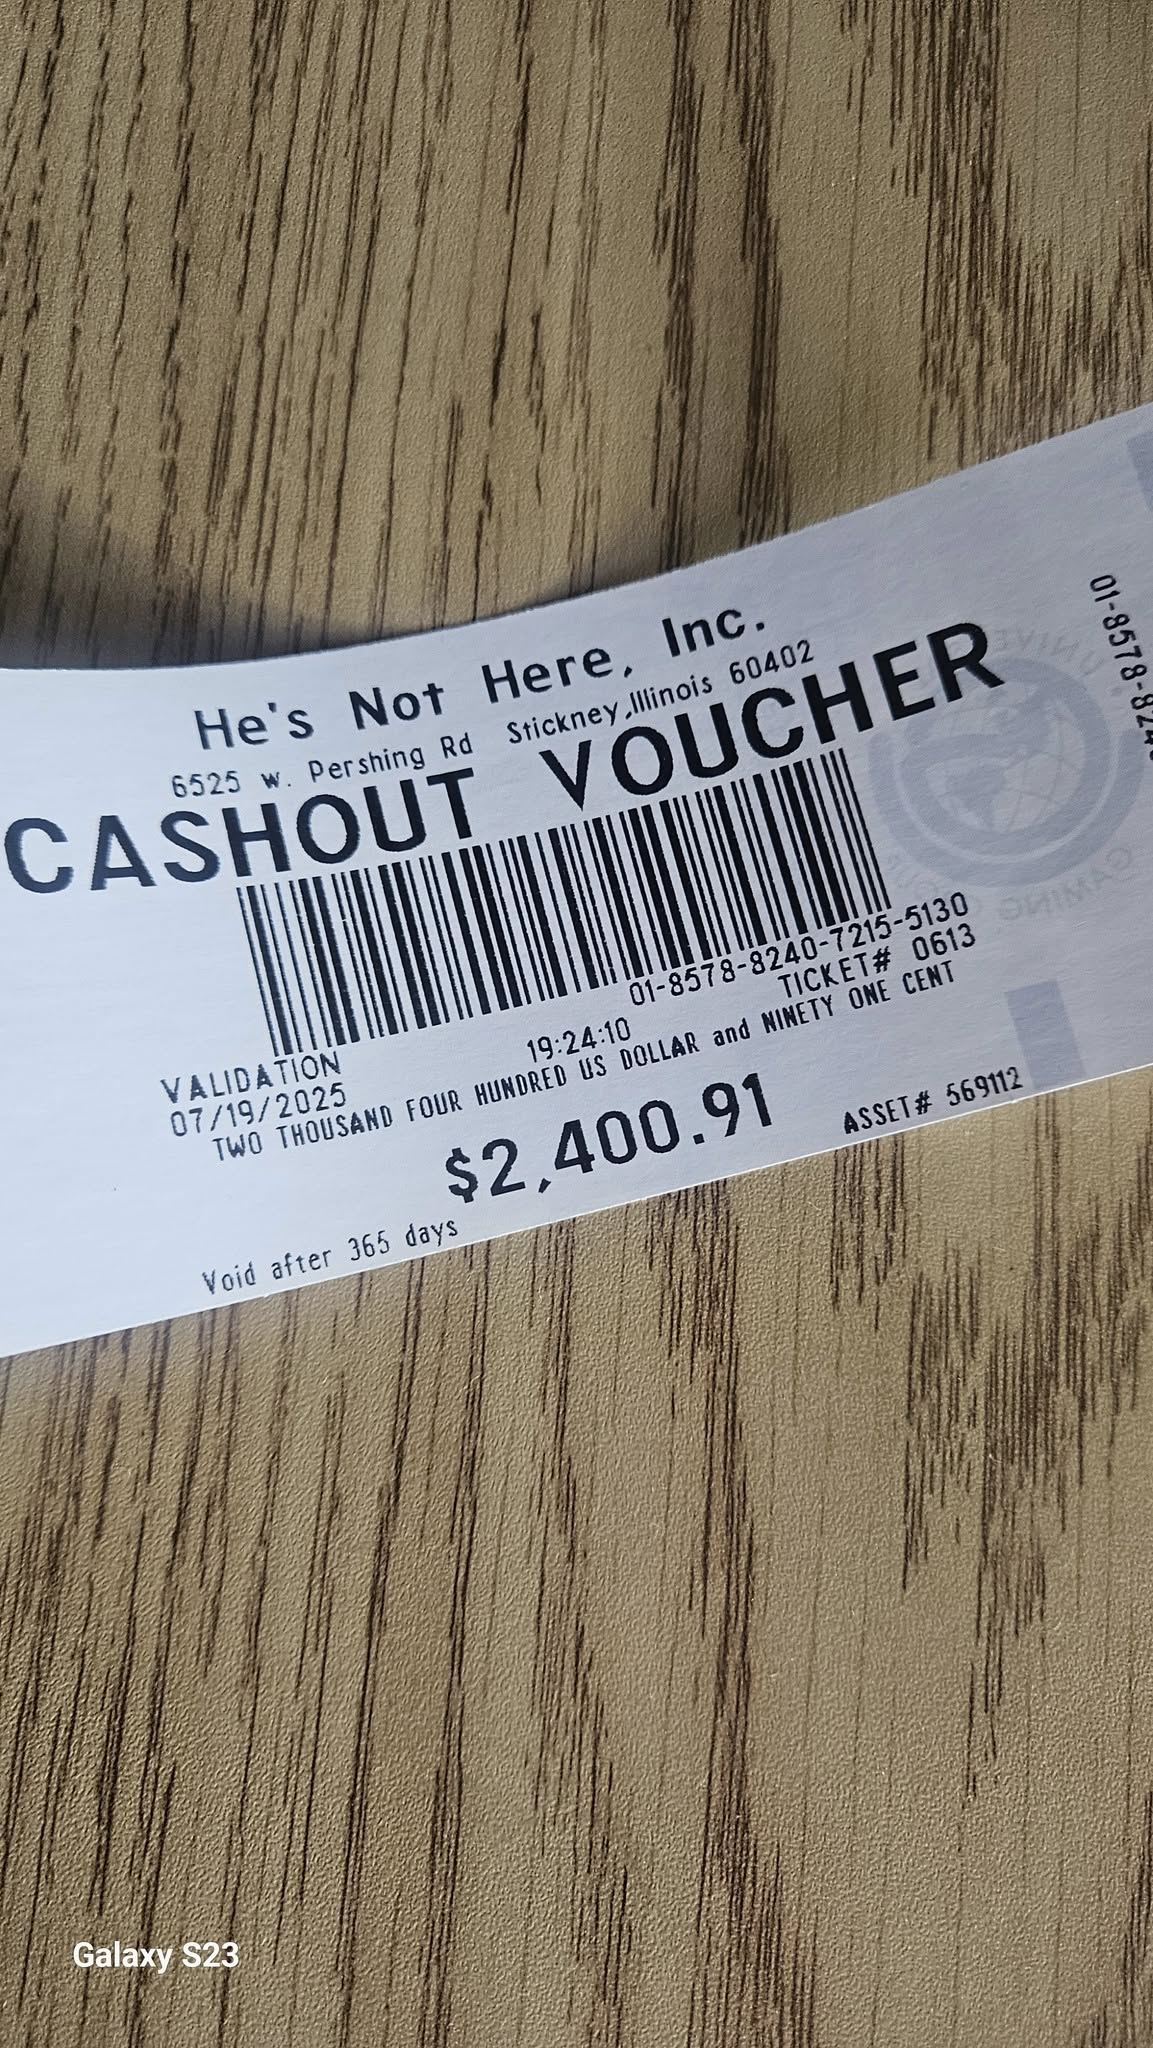 He's Not Here, Inc.
6525 w. Pershing Rd Stickney,Illinois 60402
CASHOUT VOUCHER
01-8578-8240-7215-5130
VALIDATION
TICKET# 0613
07/19/2025
19:24:10
TWO THOUSAND FOUR HUNDRED US DOLLAR and NINETY ONE CENT
$2,400.91
Void after 365 days
ASSET# 569112
01-8578-824
GAMING
Galaxy S23